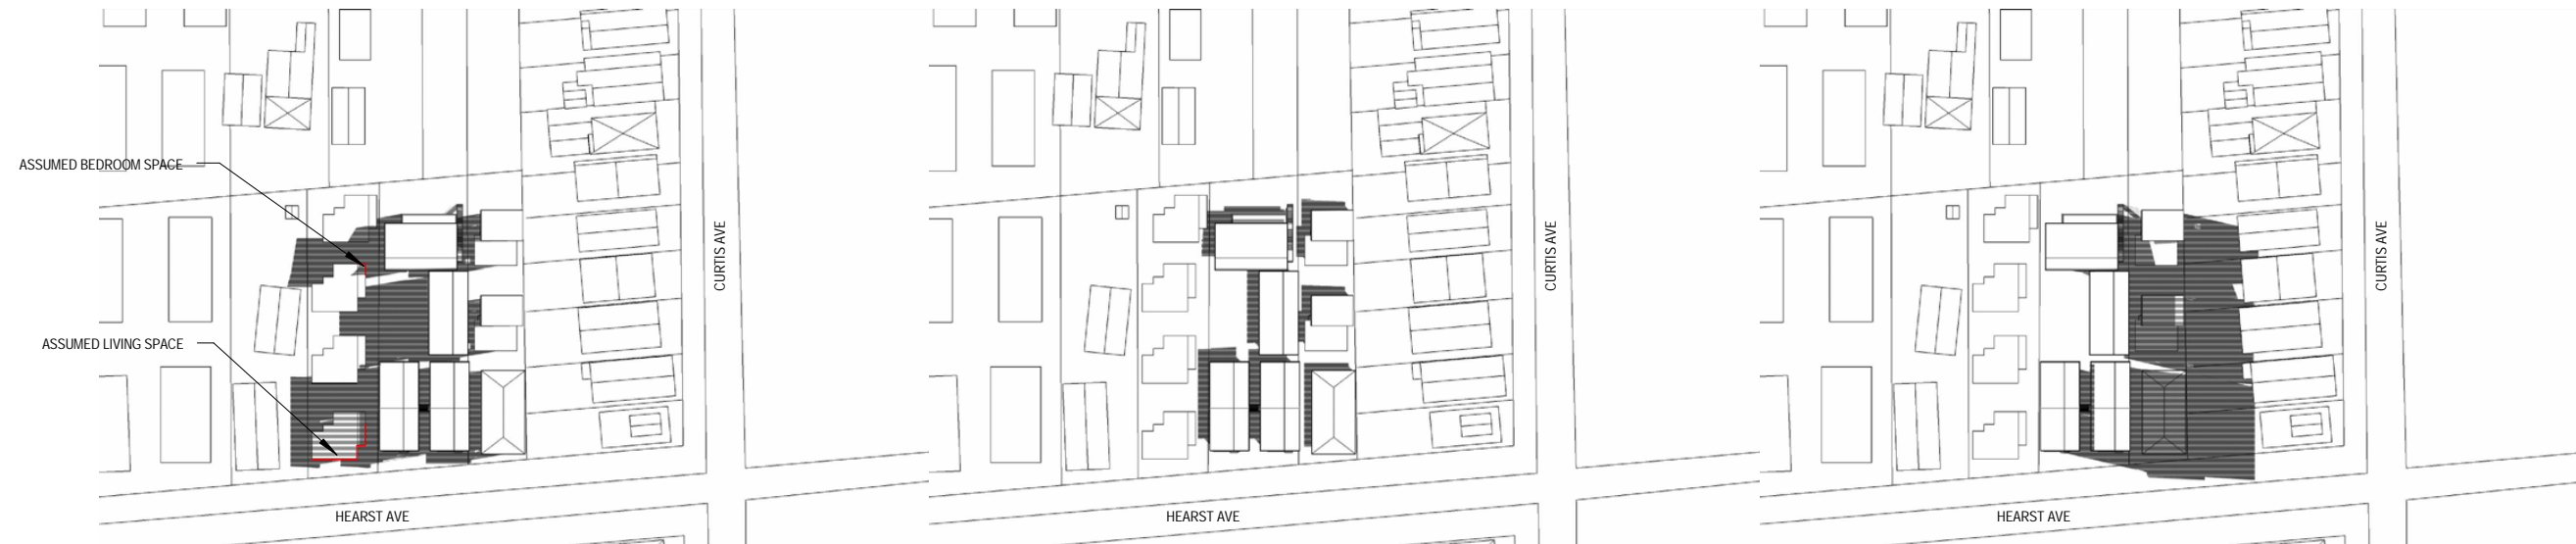 ASSUMED BEDROOM SPACE
ASSUMED LIVING SPACE
CURTIS AVE
HEARST AVE
CURTIS AVE
HEARST AVE
CURTIS AVE
HEARST AVE